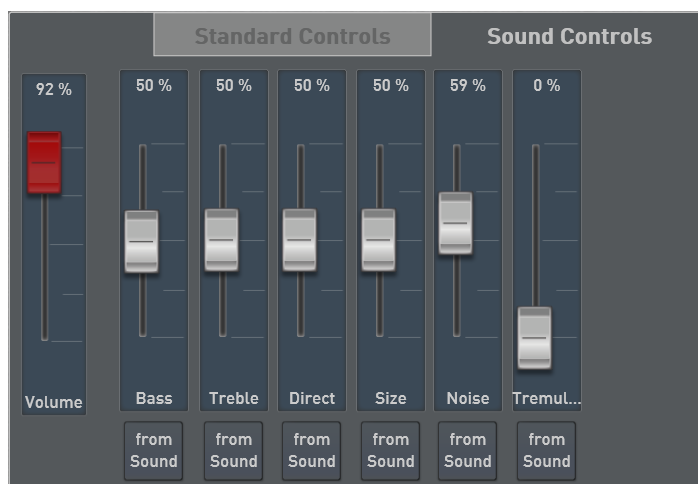 Standard Controls
Sound Controls
92 %
50 %
50 %
50 %
50 %
59 %
0 %
Volume
Bass
Treble
Direct
Size
Noise
Tremul...
from
Sound
from
Sound
from
Sound
from
Sound
from
Sound
from
Sound